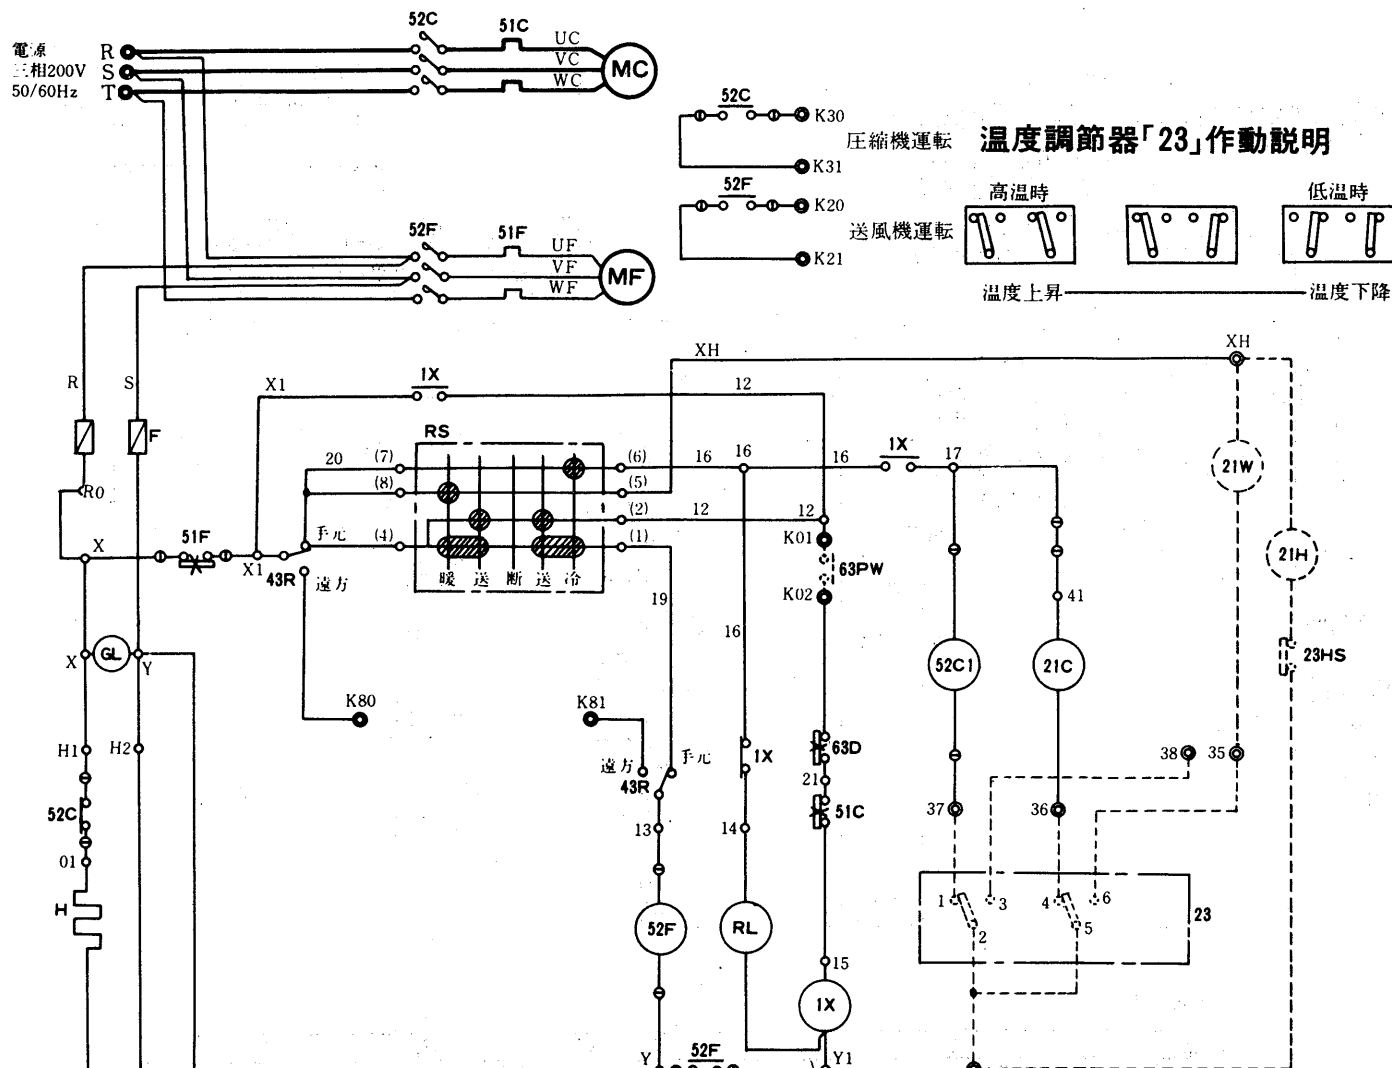 52C
51C
電源
三相200V
50/60Hz
R
S
T
UC
VC
WC
MC
52C
K30
圧縮機運転
K31
52F
K20
送風機運転
K21
温度調節器「23」作動説明
高温時
低温時
温度上昇
温度下降
52F
51F
UF
VF
WF
MF
XH
XH
R
S
F
X1
1X
12
RS
20
(7)
(6)
16
16
16
1X
17
21W
R0
(8)
(5)
(2)
12
12
51F
手元
(4)
(1)
K01
X
X1
43R
遠方
暖
送
断
送
冷
63PW
K02
21H
19
41
16
X
GL
Y
52C1
21C
23HS
K80
K81
H1
H2
遠方
手元
43R
1X
63D
38
35
21
52C
51C
37
36
13
14
01
H
1
3
4
6
2
5
23
52F
RL
15
1X
Y
52F
Y1